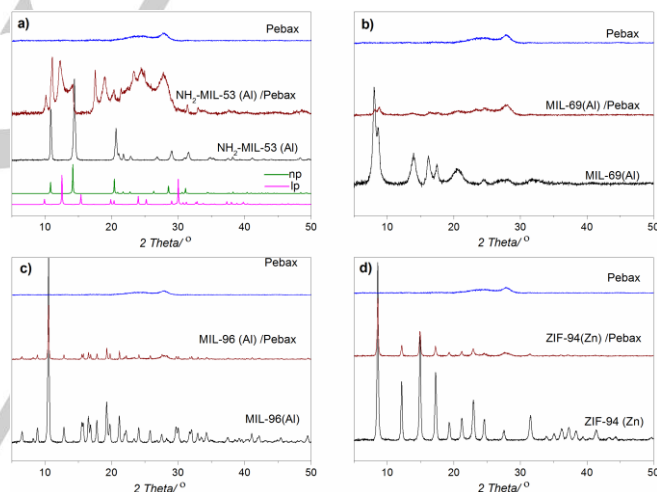 a)
Pebax
NH₂-MIL-53 (Al) /Pebax
NH₂-MIL-53 (Al)
np
lp
10 20 30 40 50
2 Theta/ °
b)
Pebax
MIL-69(Al) /Pebax
MIL-69(Al)
10 20 30 40 50
2 Theta/ °
c)
Pebax
MIL-96 (Al) /Pebax
MIL-96(Al)
10 20 30 40 50
2 Theta/ °
d)
Pebax
ZIF-94(Zn) /Pebax
ZIF-94 (Zn)
10 20 30 40 50
2 Theta/ °